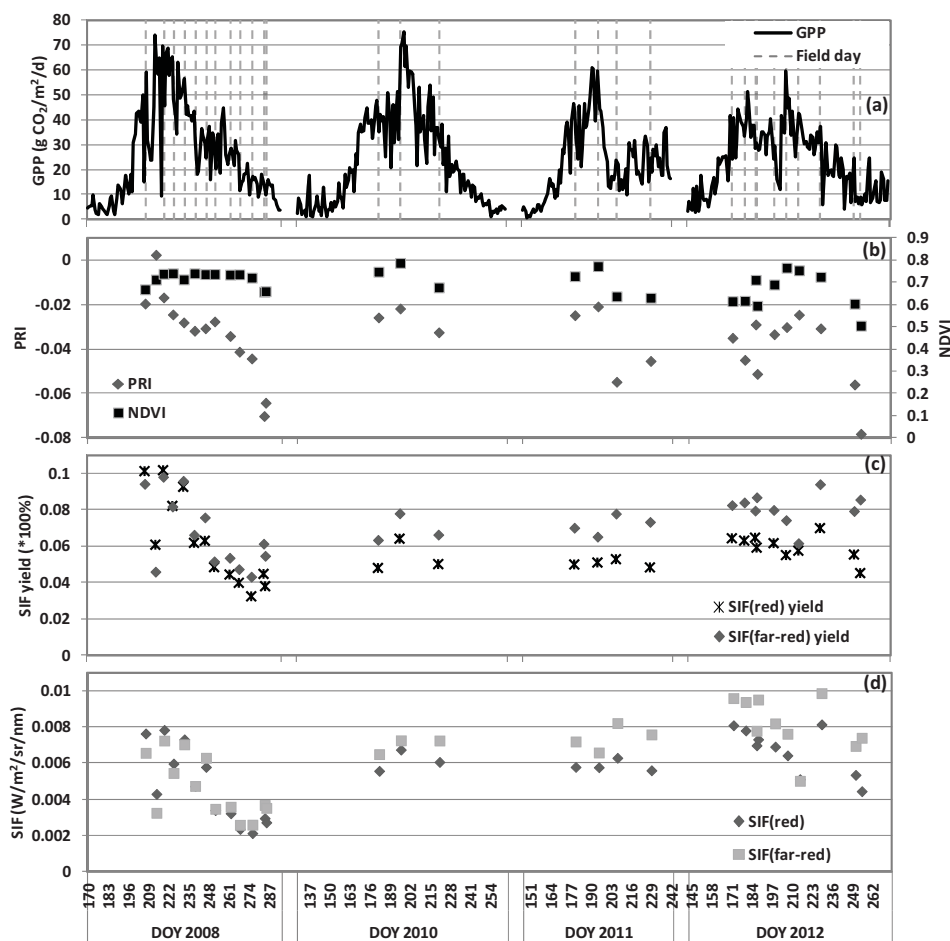 80
70
60
50
40
30
20
10
0
GPP (g CO₂/m²/d)
GPP
Field day
(a)
0
-0.02
-0.04
-0.06
-0.08
PRI
(b)
PRI
NDVI
0.9
0.8
0.7
0.6
0.5
0.4
0.3
0.2
0.1
0
NDVI
0.1
0.08
0.06
0.04
0.02
0
SIF yield (*100%)
(c)
SIF(red) yield
SIF(far-red) yield
0.01
0.008
0.006
0.004
0.002
0
SIF (W/m²/sr/nm)
(d)
SIF(red)
SIF(far-red)
170 183 196 209 222 235 248 261 274 287 137 150 163 176 189 202 215 228 241 254 151 164 177 190 203 216 229 242 145 158 171 184 197 210 223 236 249 262
DOY 2008 DOY 2010 DOY 2011 DOY 2012